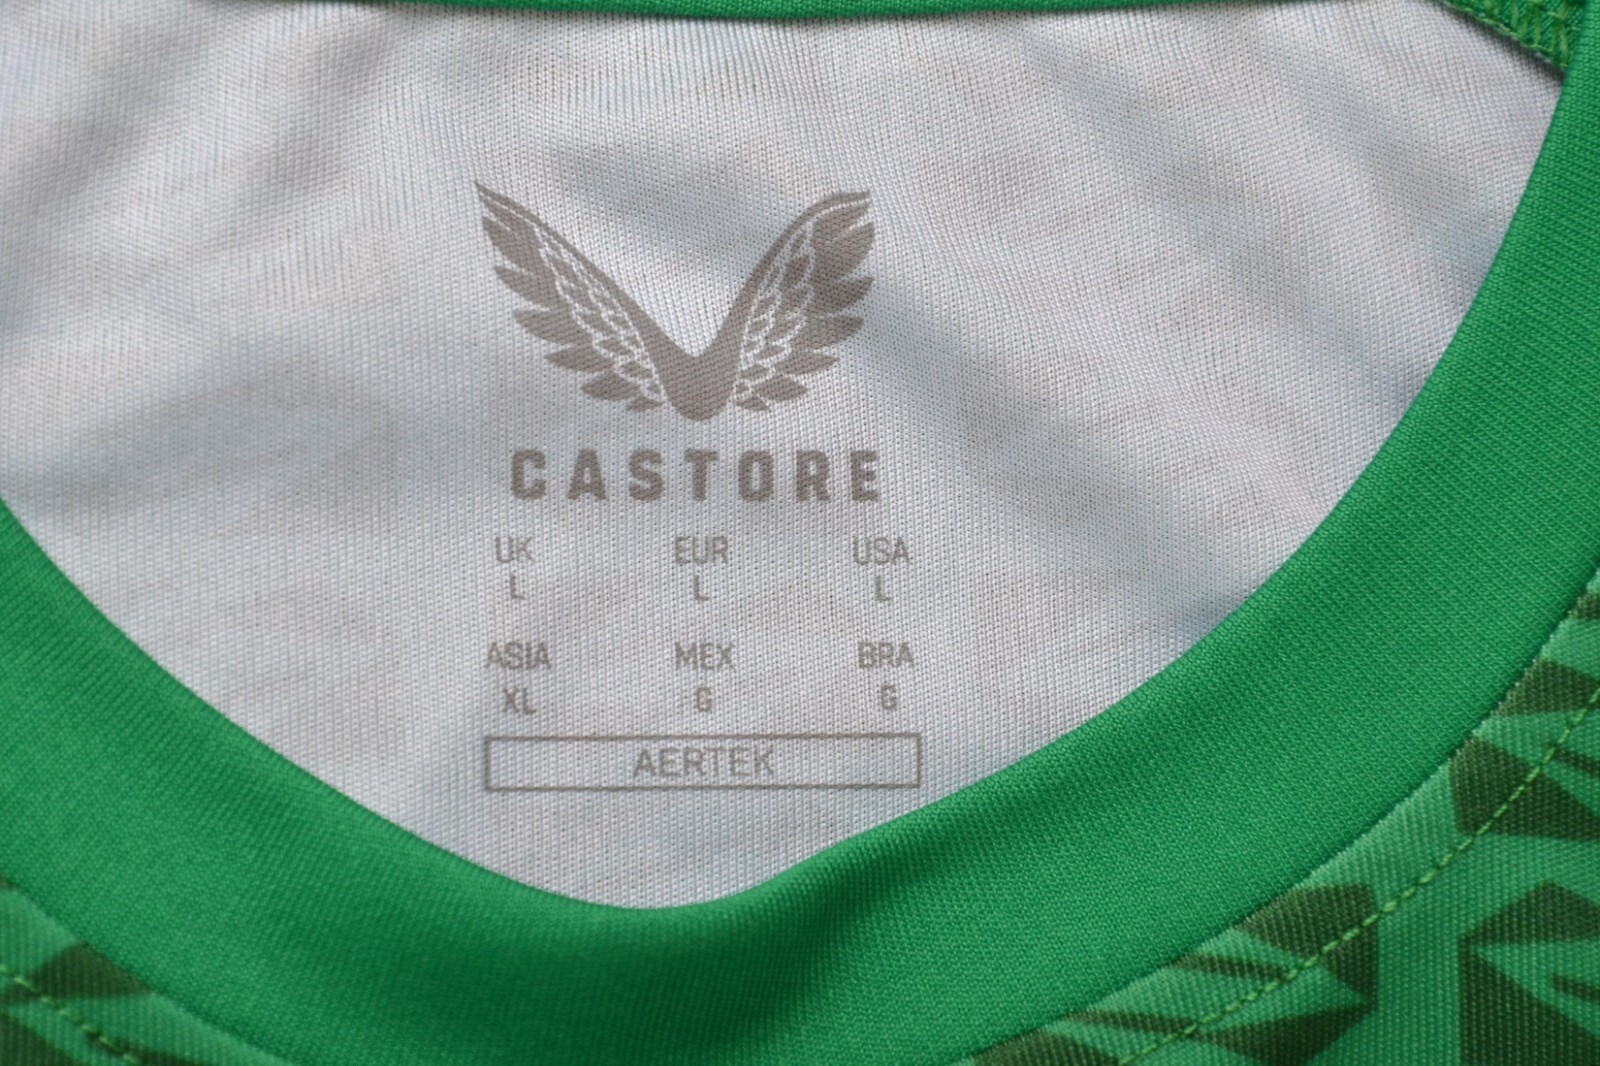 CASTORE
UK EUR USA
L L L
ASIA MEX BRA
XL G G
AERTEK